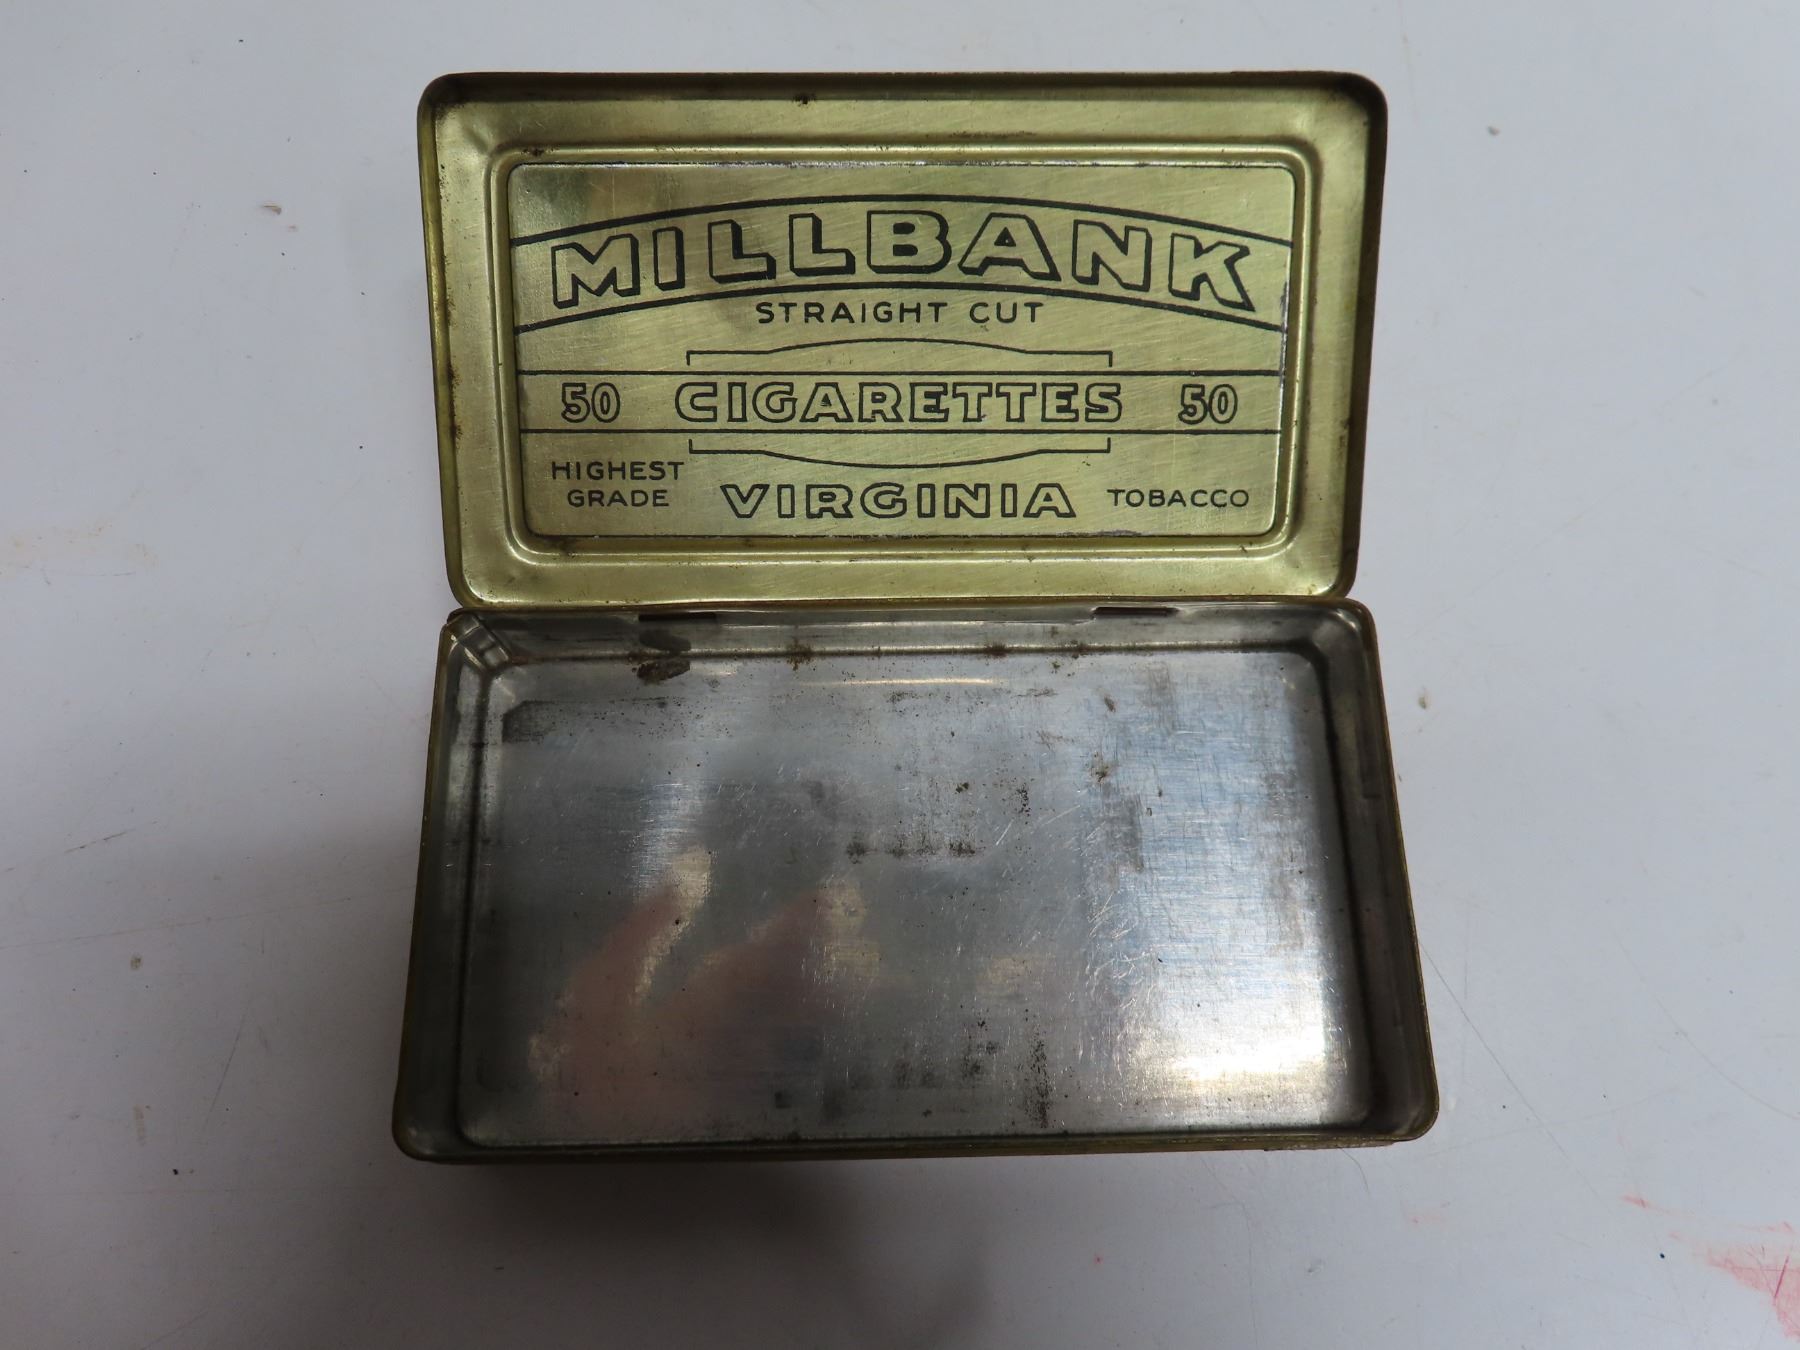 MILLBANK
STRAIGHT CUT
50 CIGARETTES 50
HIGHEST GRADE VIRGINIA TOBACCO